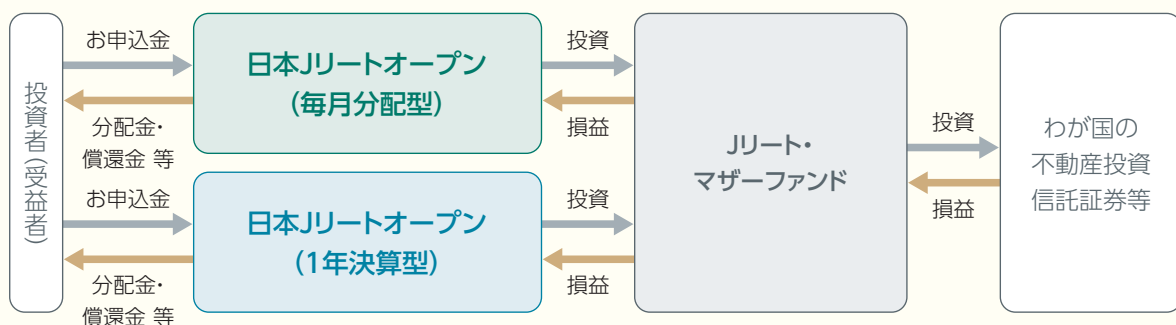 投資者(受益者)
お申込金
分配金・
償還金 等
日本Jリートオープン
(毎月分配型)
投資
損益
お申込金
分配金・
償還金 等
日本Jリートオープン
(1年決算型)
投資
損益
Jリート・
マザーファンド
投資
損益
わが国の
不動産投資
信託証券等